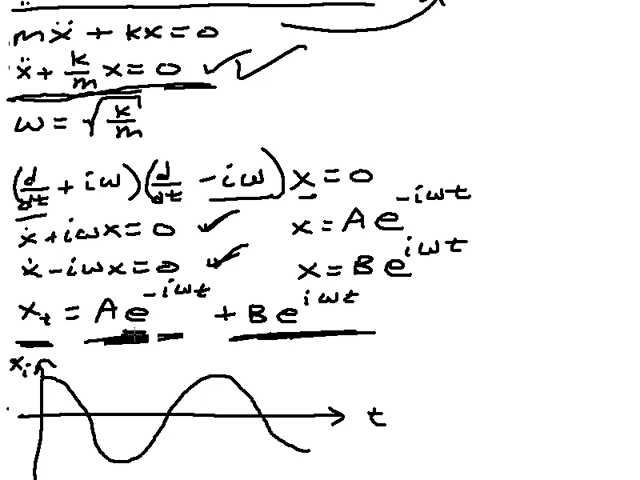 mẍ + kx = 0
ẍ + k/m x = 0
ω = √(k/m)
(d/dt + iω)(d/dt - iω)x = 0
ẋ + iωx = 0 x = Ae^{-iωt}
ẋ - iωx = 0 x = Be^{iωt}
x_t = Ae^{-iωt} + Be^{iωt}
x_i
t